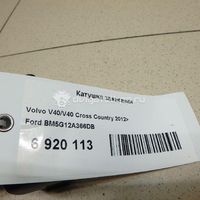 Катушка зажигания
Volvo V40/V40 Cross Country 2012>
Ford BM5G12A366DB
6 920 113